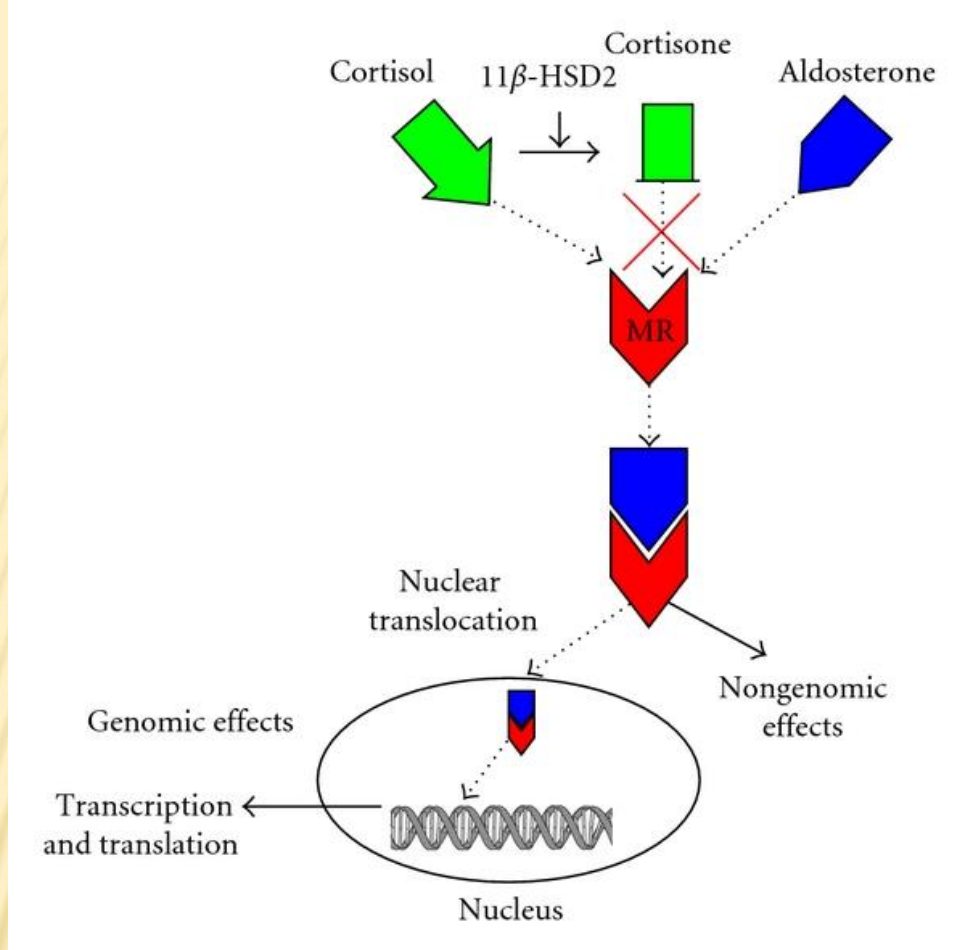 Cortisol
11β-HSD2
Cortisone
Aldosterone
MR
Nuclear
translocation
Nongenomic
effects
Genomic effects
Transcription
and translation
Nucleus